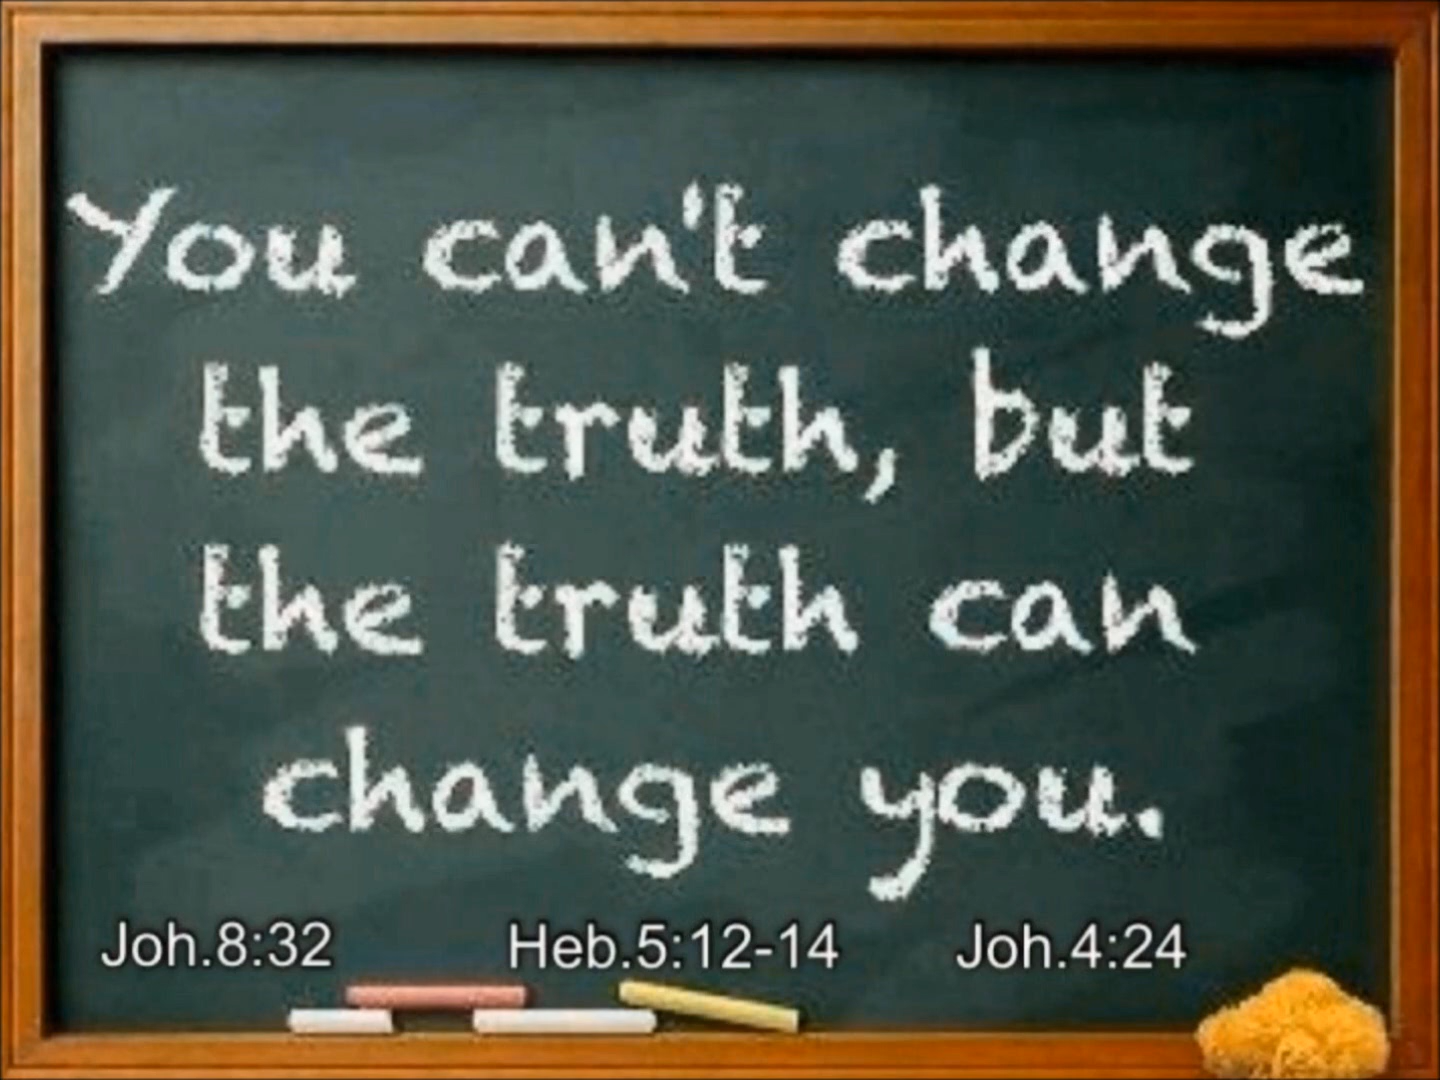 You can't change
the truth, but
the truth can
change you.
Joh.8:32 Heb.5:12-14 Joh.4:24